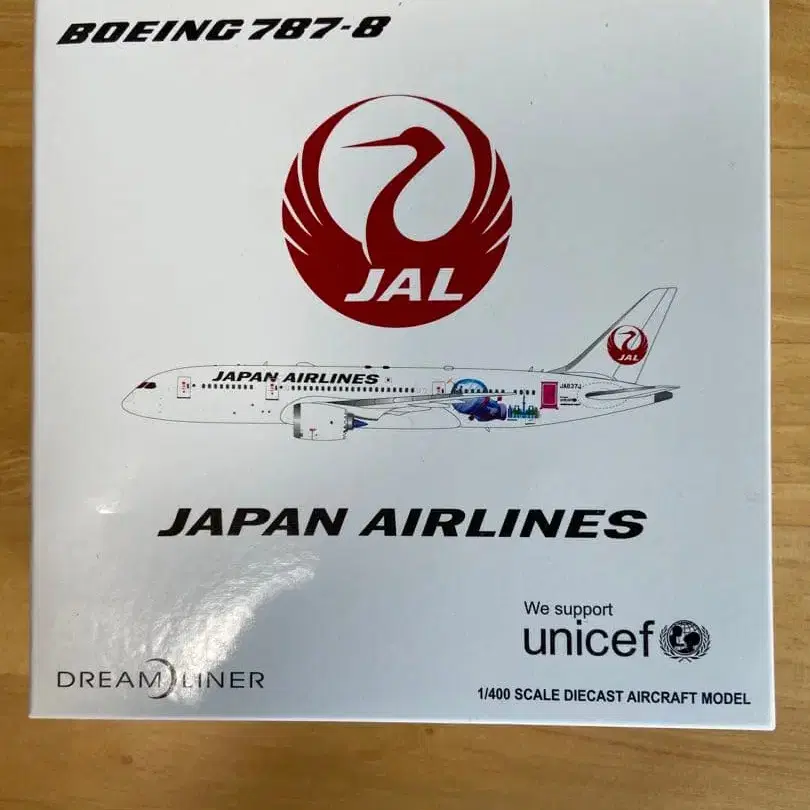 BOEING 787-8
JAL
JAL
JAPAN AIRLINES
JA837J
JAPAN AIRLINES
We support
unicef
DREAMLINER
1/400 SCALE DIECAST AIRCRAFT MODEL